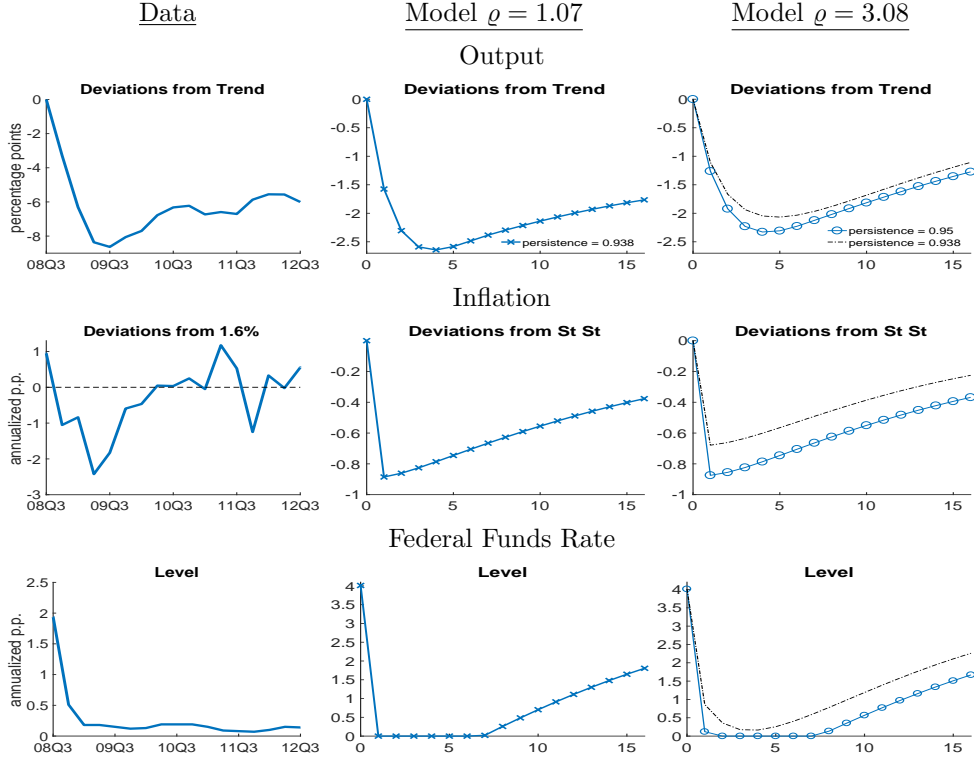 Data
Model ϱ = 1.07
Model ϱ = 3.08
Output
Deviations from Trend
Deviations from Trend
Deviations from Trend
percentage points
0
-2
-4
-6
-8
08Q3
09Q3
10Q3
11Q3
12Q3
0
-0.5
-1
-1.5
-2
-2.5
persistence = 0.938
0
5
10
15
0
-0.5
-1
-1.5
-2
-2.5
persistence = 0.95
persistence = 0.938
0
5
10
15
Inflation
Deviations from 1.6%
Deviations from St St
Deviations from St St
annualized p.p.
1
0
-1
-2
-3
08Q3
09Q3
10Q3
11Q3
12Q3
0
-0.2
-0.4
-0.6
-0.8
-1
0
5
10
15
0
-0.2
-0.4
-0.6
-0.8
-1
0
5
10
15
Federal Funds Rate
Level
Level
Level
annualized p.p.
2.5
2
1.5
1
0.5
0
08Q3
09Q3
10Q3
11Q3
12Q3
4
3.5
3
2.5
2
1.5
1
0.5
0
0
5
10
15
4
3.5
3
2.5
2
1.5
1
0.5
0
0
5
10
15